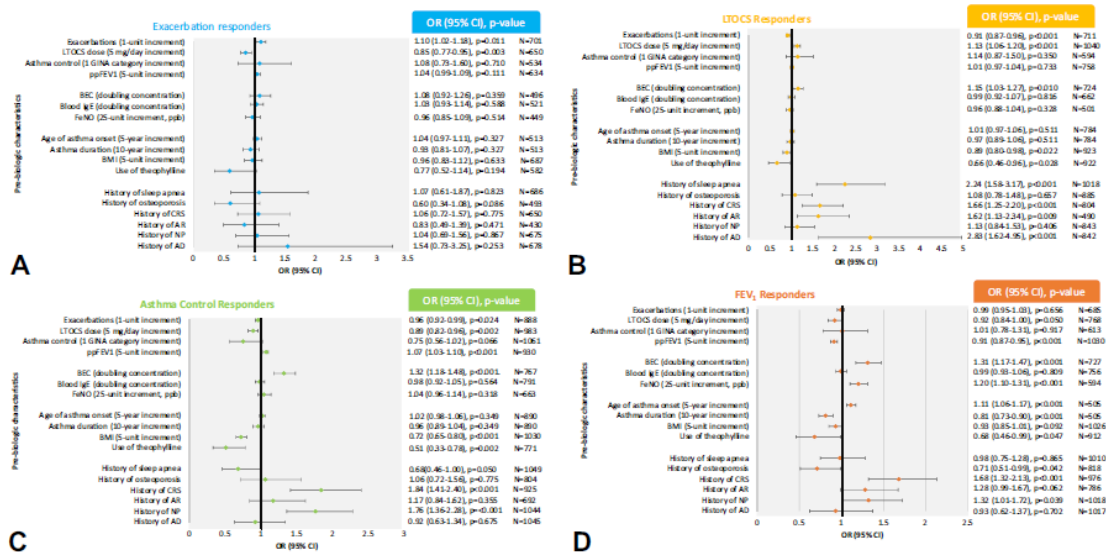 Exacerbation responders
OR (95% CI), p-value
Pre-biologic characteristics
Exacerbations (1-unit increment) 1.10 (1.02-1.18), p=0.011 N=701
LTOCS dose (5 mg/day increment) 0.85 (0.77-0.95), p=0.003 N=650
Asthma control (1 GINA category increment) 1.08 (0.73-1.60), p=0.710 N=534
ppFEV1 (5-unit increment) 1.04 (0.99-1.09), p=0.111 N=634
BEC (doubling concentration) 1.08 (0.92-1.26), p=0.359 N=496
Blood IgE (doubling concentration) 1.03 (0.93-1.14), p=0.588 N=521
FeNO (25-unit increment, ppb) 0.96 (0.85-1.09), p=0.514 N=449
Age of asthma onset (5-year increment) 1.04 (0.97-1.11), p=0.327 N=513
Asthma duration (10-year increment) 0.93 (0.81-1.07), p=0.327 N=513
BMI (5-unit increment) 0.96 (0.83-1.12), p=0.633 N=687
Use of theophylline 0.77 (0.52-1.14), p=0.194 N=582
History of sleep apnea 1.07 (0.61-1.87), p=0.823 N=686
History of osteoporosis 0.60 (0.34-1.08), p=0.086 N=493
History of CRS 1.06 (0.72-1.57), p=0.775 N=650
History of AR 0.83 (0.49-1.39), p=0.471 N=430
History of NP 1.04 (0.69-1.56), p=0.867 N=675
History of AD 1.54 (0.73-3.25), p=0.253 N=678
0 0.5 1 1.5 2 2.5 3 3.5
OR (95% CI)
A
LTOCS Responders
OR (95% CI), p-value
Pre-biologic characteristics
Exacerbations (1-unit increment) 0.91 (0.87-0.96), p<0.001 N=711
LTOCS dose (5 mg/day increment) 1.13 (1.06-1.20), p<0.001 N=1040
Asthma control (1 GINA category increment) 1.14 (0.87-1.50), p=0.350 N=594
ppFEV1 (5-unit increment) 1.01 (0.97-1.04), p=0.733 N=758
BEC (doubling concentration) 1.15 (1.03-1.27), p=0.010 N=724
Blood IgE (doubling concentration) 0.99 (0.92-1.07), p=0.816 N=662
FeNO (25-unit increment, ppb) 0.96 (0.88-1.04), p=0.328 N=501
Age of asthma onset (5-year increment) 1.01 (0.97-1.06), p=0.511 N=784
Asthma duration (10-year increment) 0.97 (0.89-1.06), p=0.511 N=784
BMI (5-unit increment) 0.89 (0.80-0.98), p=0.022 N=923
Use of theophylline 0.66 (0.46-0.96), p=0.028 N=922
History of sleep apnea 2.24 (1.58-3.17), p<0.001 N=1018
History of osteoporosis 1.08 (0.78-1.48), p=0.657 N=885
History of CRS 1.66 (1.25-2.20), p<0.001 N=804
History of AR 1.62 (1.13-2.34), p=0.009 N=490
History of NP 1.13 (0.84-1.53), p=0.406 N=843
History of AD 2.83 (1.62-4.95), p<0.001 N=842
0 1 2 3 4 5
OR (95% CI)
B
Asthma Control Responders
OR (95% CI), p-value
Pre-biologic characteristics
Exacerbations (1-unit increment) 0.96 (0.92-0.99), p=0.024 N=888
LTOCS dose (5 mg/day increment) 0.89 (0.82-0.96), p=0.002 N=983
Asthma control (1 GINA category increment) 0.75 (0.56-1.02), p=0.066 N=1061
ppFEV1 (5-unit increment) 1.07 (1.03-1.10), p<0.001 N=930
BEC (doubling concentration) 1.32 (1.18-1.48), p<0.001. N=767
Blood IgE (doubling concentration) 0.98 (0.92-1.05), p=0.564 N=791
FeNO (25-unit increment, ppb) 1.04 (0.96-1.14), p=0.318 N=663
Age of asthma onset (5-year increment) 1.02 (0.98-1.06), p=0.349 N=890
Asthma duration (10-year increment) 0.96 (0.89-1.04), p=0.349 N=890
BMI (5-unit increment) 0.72 (0.65-0.80), p<0.001 N=1030
Use of theophylline 0.51 (0.33-0.78), p=0.002 N=771
History of sleep apnea 0.68(0.46-1.00), p=0.050 N=1049
History of osteoporosis 1.06 (0.72-1.56), p=0.775 N=804
History of CRS 1.84 (1.41-2.40), p<0.001 N=925
History of AR 1.17 (0.84-1.62), p=0.355 N=692
History of NP 1.76 (1.36-2.28), p=<0.001 N=1044
History of AD 0.92 (0.63-1.34), p=0.675 N=1045
0 0.5 1 1.5 2 2.5 3
OR (95% CI)
C
FEV1 Responders
OR (95% CI), p-value
Pre-biologic characteristics
Exacerbations (1-unit increment) 0.99 (0.95-1.03), p=0.656 N=685
LTOCS dose (5 mg/day increment) 0.92 (0.84-1.00), p=0.050 N=768
Asthma control (1 GINA category increment) 1.01 (0.78-1.31), p=0.917 N=613
ppFEV1 (5-unit increment) 0.91 (0.87-0.95), p<0.001 N=1030
BEC (doubling concentration) 1.31 (1.17-1.47), p<0.001 N=727
Blood IgE (doubling concentration) 0.99 (0.93-1.06), p=0.809 N=756
FeNO (25-unit increment, ppb) 1.20 (1.10-1.31), p<0.001 N=594
Age of asthma onset (5-year increment) 1.11 (1.06-1.17), p<0.001 N=505
Asthma duration (10-year increment) 0.81 (0.73-0.90), p<0.001 N=505
BMI (5-unit increment) 0.93 (0.85-1.01), p=0.092 N=1026
Use of theophylline 0.68 (0.46-0.99), p=0.047 N=912
History of sleep apnea 0.98 (0.75-1.28), p=0.865 N=1010
History of osteoporosis 0.71 (0.51-0.99), p=0.042 N=818
History of CRS 1.68 (1.32-2.13), p<0.001 N=976
History of AR 1.28 (0.99-1.67), p=0.062 N=786
History of NP 1.32 (1.01-1.72), p=0.039 N=1018
History of AD 0.93 (0.62-1.37), p=0.702 N=1017
0 0.5 1 1.5 2 2.5
OR (95% CI)
D